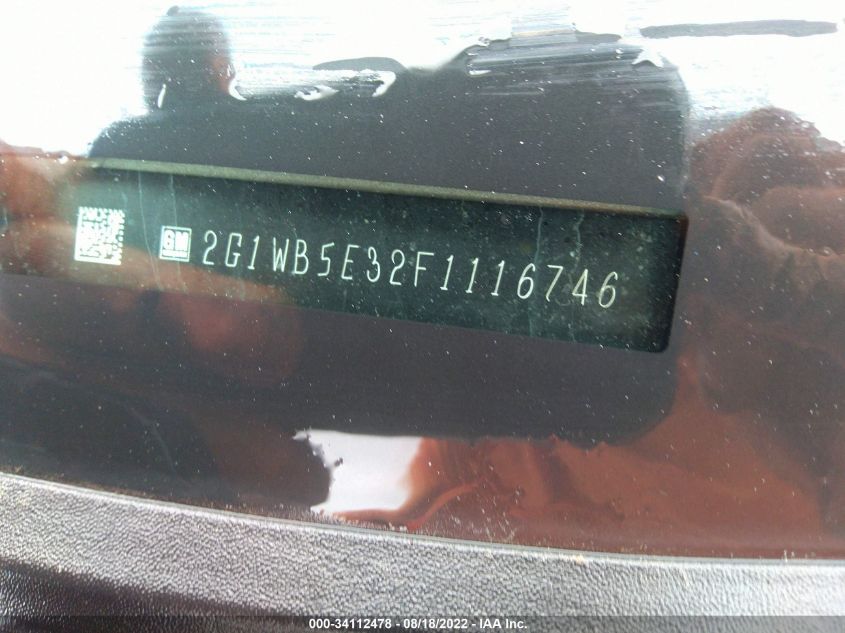 GM 2G1WB5E32F1116746
000-34112478 - 08/18/2022 - IAA Inc.